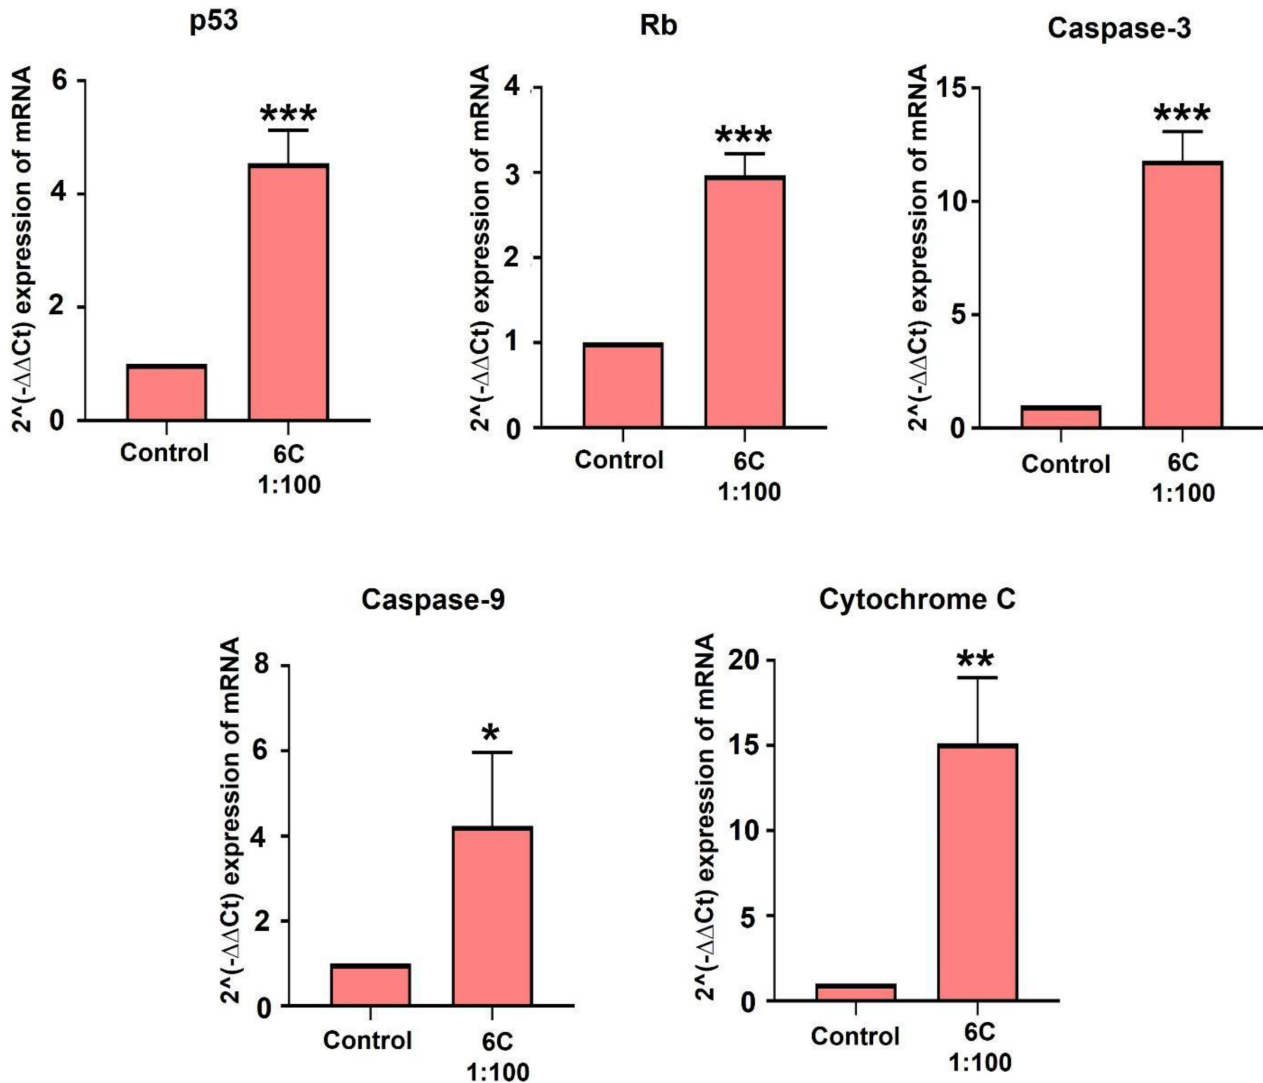 p53
2^(-ΔΔCt) expression of mRNA
6
4
2
0
***
Control
6C
1:100
Rb
2^(-ΔΔCt) expression of mRNA
4
3
2
1
0
***
Control
6C
1:100
Caspase-3
2^(-ΔΔCt) expression of mRNA
15
10
5
0
***
Control
6C
1:100
Caspase-9
2^(-ΔΔCt) expression of mRNA
8
6
4
2
0
*
Control
6C
1:100
Cytochrome C
2^(-ΔΔCt) expression of mRNA
20
15
10
5
0
**
Control
6C
1:100